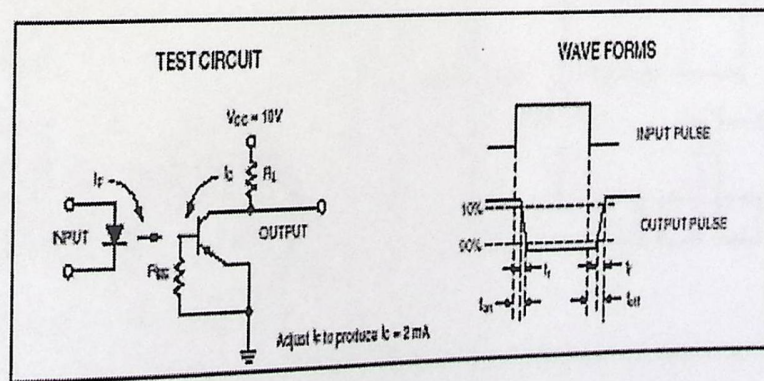 TEST CIRCUIT
WAVE FORMS
VCC = 10V
INPUT PULSE
IF
IC
RL
10%
INPUT
OUTPUT
OUTPUT PULSE
90%
RBE
tr
tf
ton
toff
Adjust IF to produce IC = 2 mA